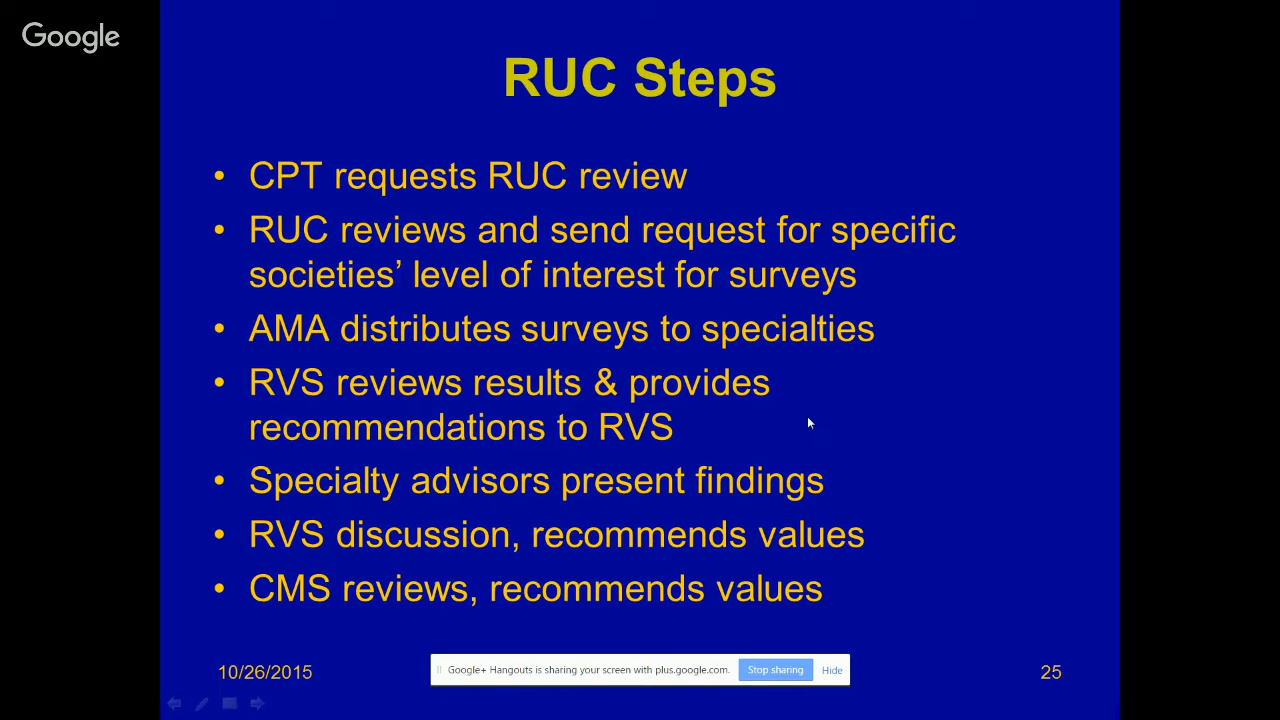 Google
RUC Steps
• CPT requests RUC review
• RUC reviews and send request for specific
societies’ level of interest for surveys
• AMA distributes surveys to specialties
• RVS reviews results & provides
recommendations to RVS
• Specialty advisors present findings
• RVS discussion, recommends values
• CMS reviews, recommends values
10/26/2015
Google+ Hangouts is sharing your screen with plus.google.com. Stop sharing Hide
25